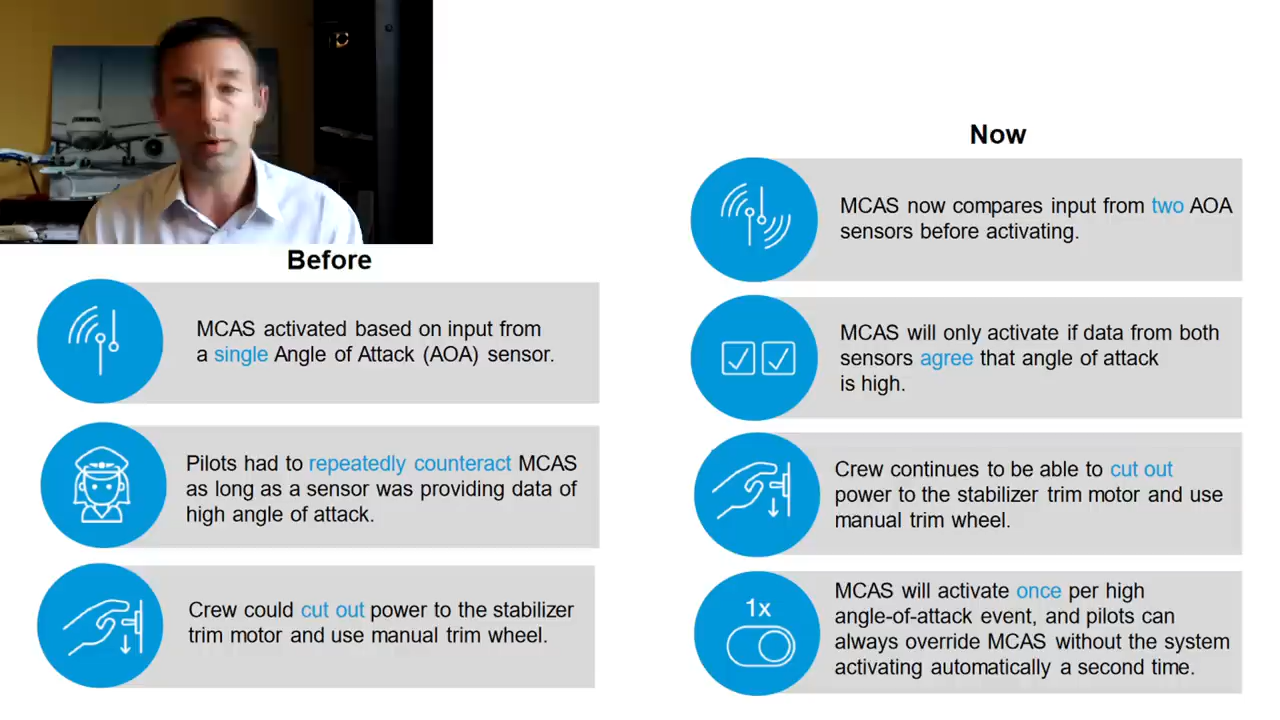 Before
MCAS activated based on input from
a single Angle of Attack (AOA) sensor.
Pilots had to repeatedly counteract MCAS
as long as a sensor was providing data of
high angle of attack.
Crew could cut out power to the stabilizer
trim motor and use manual trim wheel.
Now
MCAS now compares input from two AOA
sensors before activating.
MCAS will only activate if data from both
sensors agree that angle of attack
is high.
Crew continues to be able to cut out
power to the stabilizer trim motor and use
manual trim wheel.
1x
MCAS will activate once per high
angle-of-attack event, and pilots can
always override MCAS without the system
activating automatically a second time.